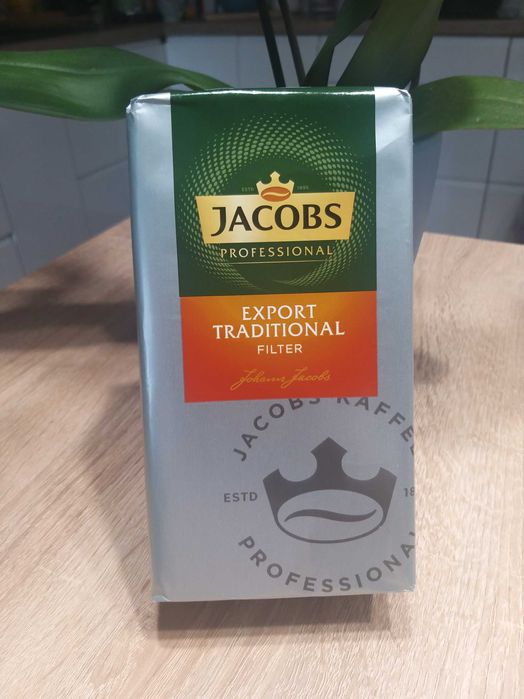 ESTD 1895
JACOBS
PROFESSIONAL
EXPORT
TRADITIONAL
FILTER
Johann Jacobs
JACOBS KAFFEE
ESTD 18
PROFESSIONAL